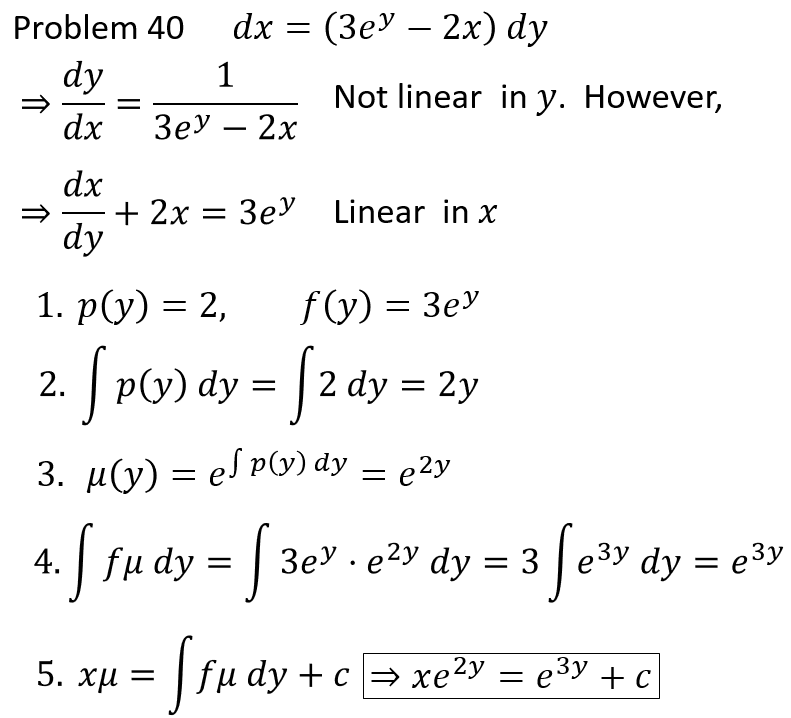 Problem 40 dx = (3e^y − 2x) dy
⇒ dy/dx = 1/(3e^y − 2x) Not linear in y. However,
⇒ dx/dy + 2x = 3e^y Linear in x
1. p(y) = 2, f(y) = 3e^y
2. ∫ p(y) dy = ∫ 2 dy = 2y
3. μ(y) = e^{∫ p(y) dy} = e^{2y}
4. ∫ fμ dy = ∫ 3e^y · e^{2y} dy = 3 ∫ e^{3y} dy = e^{3y}
5. xμ = ∫ fμ dy + c ⇒ xe^{2y} = e^{3y} + c